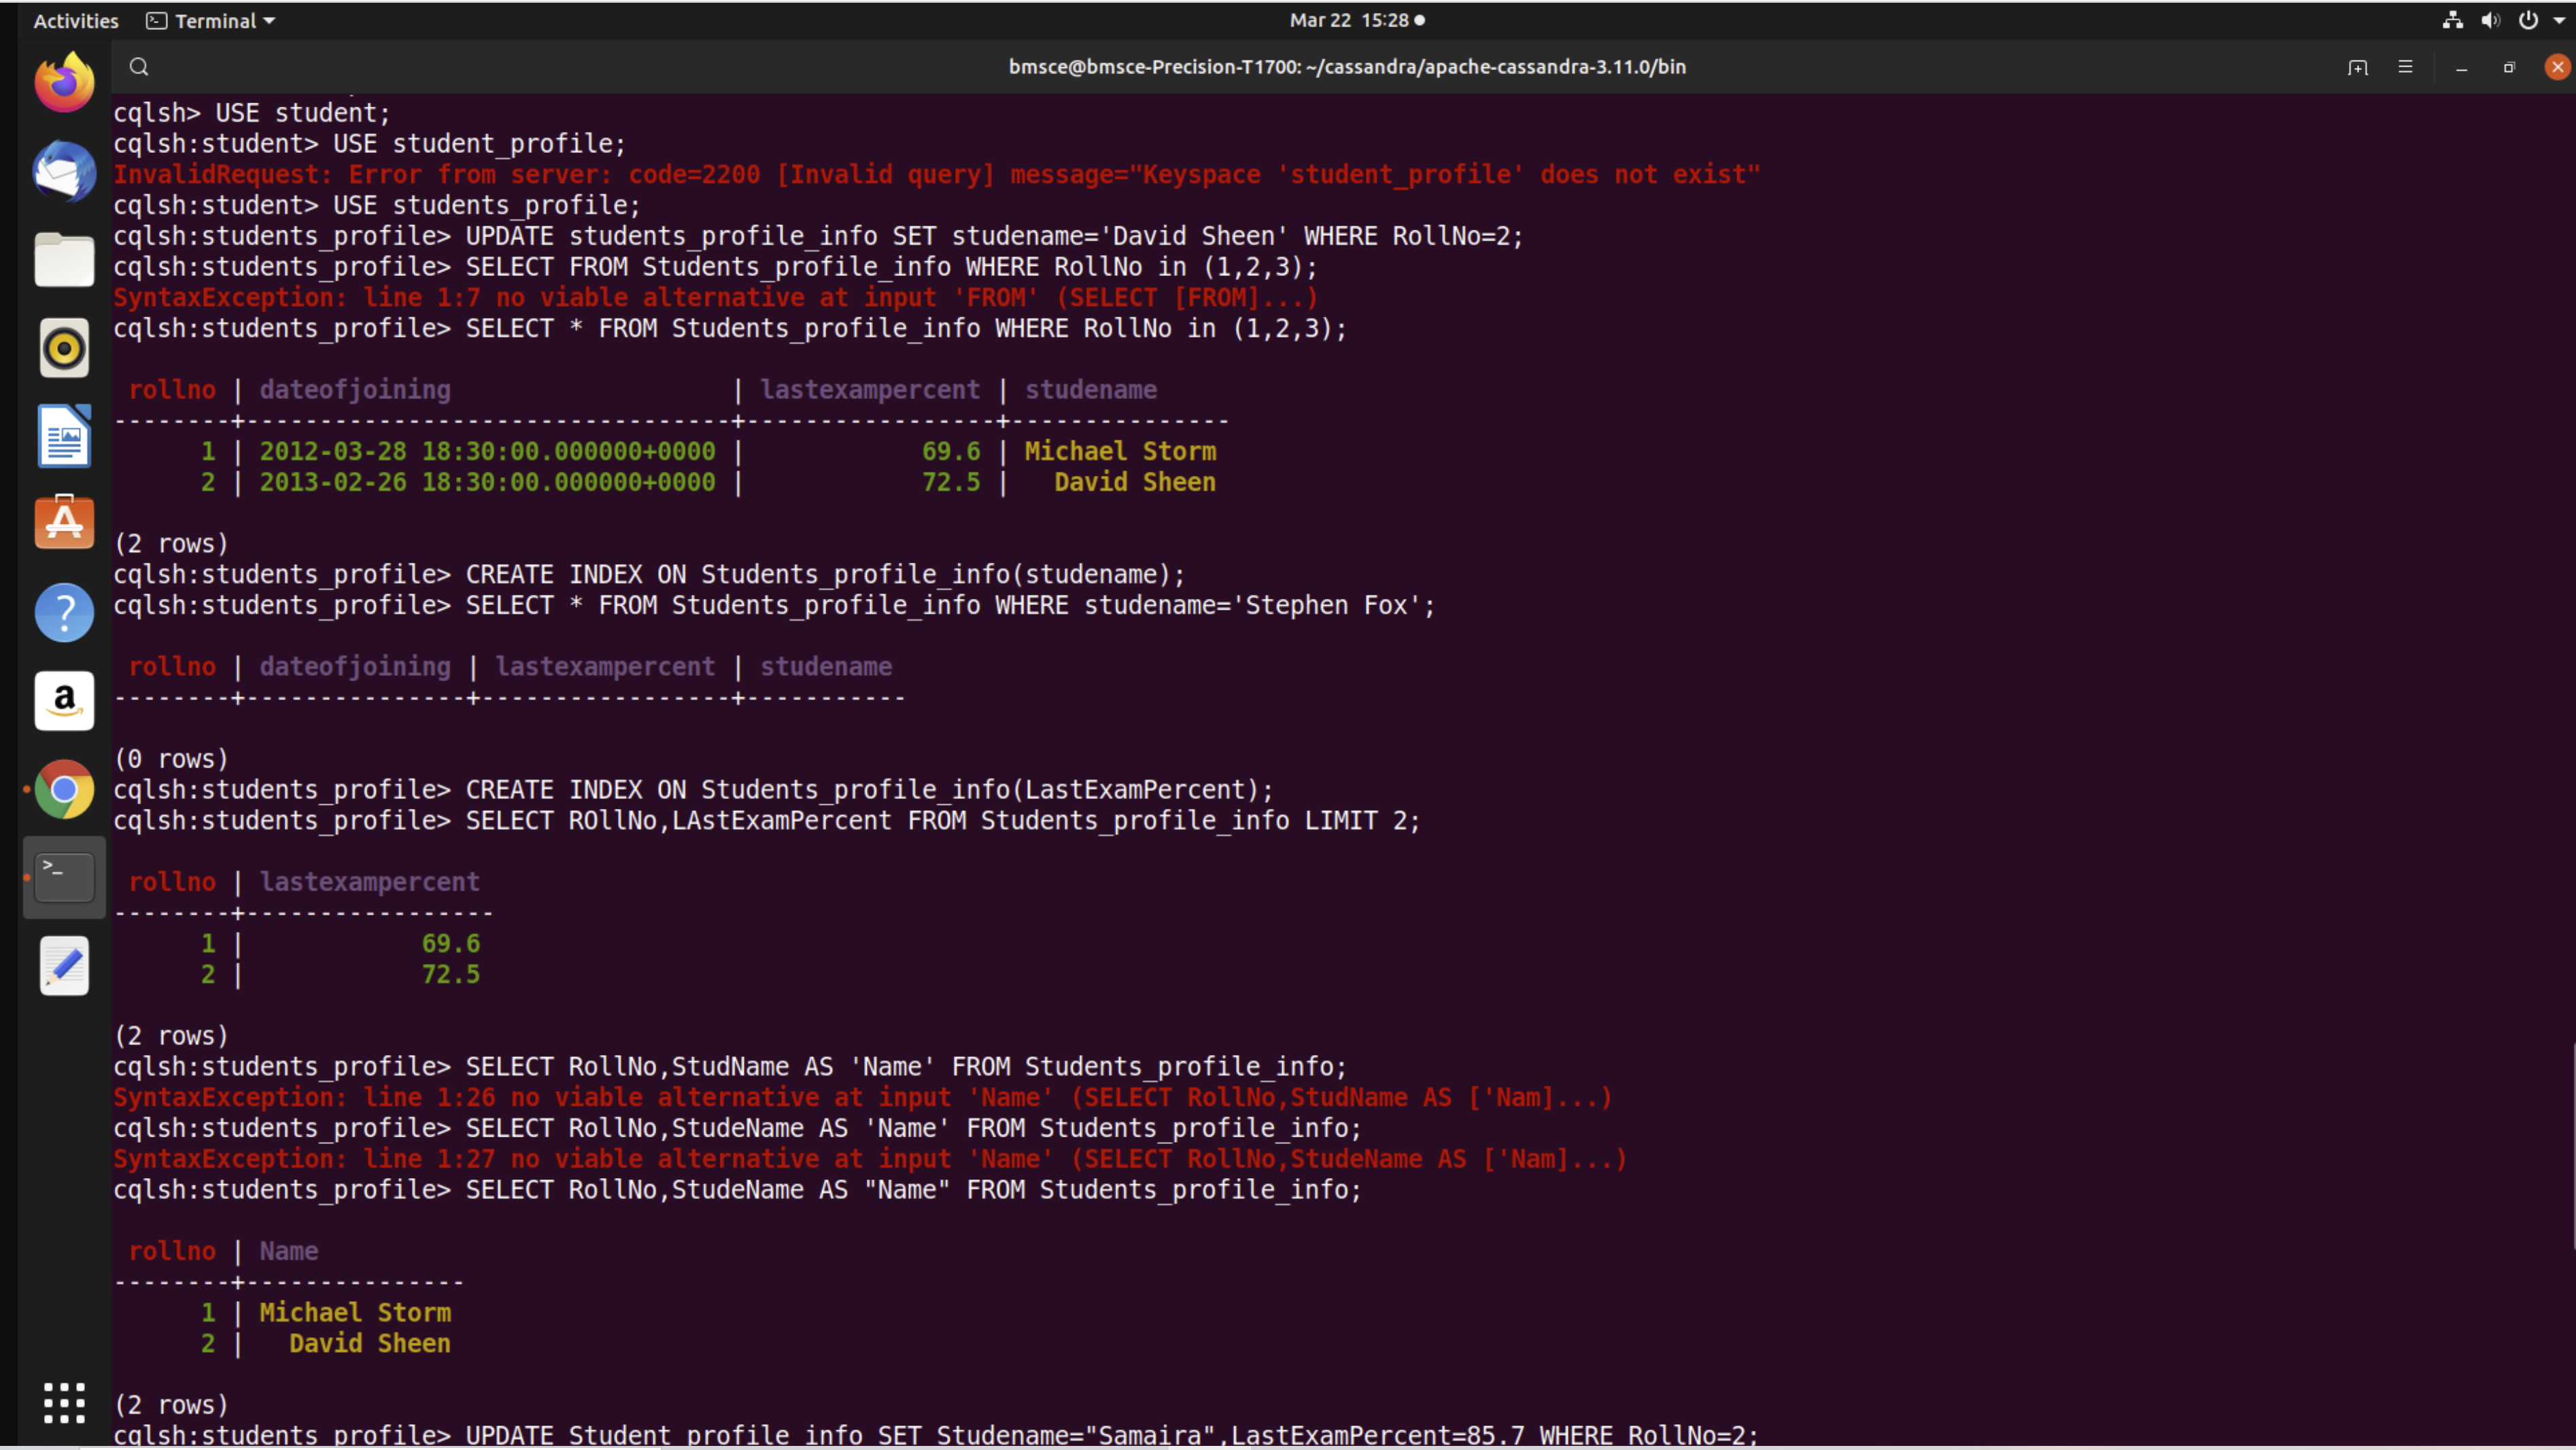 Activities Terminal Mar 22 15:28
bmsce@bmsce-Precision-T1700: ~/cassandra/apache-cassandra-3.11.0/bin
cqlsh> USE student;
cqlsh:student> USE student_profile;
InvalidRequest: Error from server: code=2200 [Invalid query] message="Keyspace 'student_profile' does not exist"
cqlsh:student> USE students_profile;
cqlsh:students_profile> UPDATE students_profile_info SET studename='David Sheen' WHERE RollNo=2;
cqlsh:students_profile> SELECT FROM Students_profile_info WHERE RollNo in (1,2,3);
SyntaxException: line 1:7 no viable alternative at input 'FROM' (SELECT [FROM]...)
cqlsh:students_profile> SELECT * FROM Students_profile_info WHERE RollNo in (1,2,3);
 rollno | dateofjoining                   | lastexampercent | studename
--------+---------------------------------+-----------------+---------------
      1 | 2012-03-28 18:30:00.000000+0000 |            69.6 | Michael Storm
      2 | 2013-02-26 18:30:00.000000+0000 |            72.5 |   David Sheen
(2 rows)
cqlsh:students_profile> CREATE INDEX ON Students_profile_info(studename);
cqlsh:students_profile> SELECT * FROM Students_profile_info WHERE studename='Stephen Fox';
 rollno | dateofjoining | lastexampercent | studename
--------+---------------+-----------------+-----------
(0 rows)
cqlsh:students_profile> CREATE INDEX ON Students_profile_info(LastExamPercent);
cqlsh:students_profile> SELECT ROllNo,LAstExamPercent FROM Students_profile_info LIMIT 2;
 rollno | lastexampercent
--------+-----------------
      1 |            69.6
      2 |            72.5
(2 rows)
cqlsh:students_profile> SELECT RollNo,StudName AS 'Name' FROM Students_profile_info;
SyntaxException: line 1:26 no viable alternative at input 'Name' (SELECT RollNo,StudName AS ['Nam]...)
cqlsh:students_profile> SELECT RollNo,StudeName AS 'Name' FROM Students_profile_info;
SyntaxException: line 1:27 no viable alternative at input 'Name' (SELECT RollNo,StudeName AS ['Nam]...)
cqlsh:students_profile> SELECT RollNo,StudeName AS "Name" FROM Students_profile_info;
 rollno | Name
--------+---------------
      1 | Michael Storm
      2 |   David Sheen
(2 rows)
cqlsh:students_profile> UPDATE Student_profile_info SET Studename="Samaira",LastExamPercent=85.7 WHERE RollNo=2;